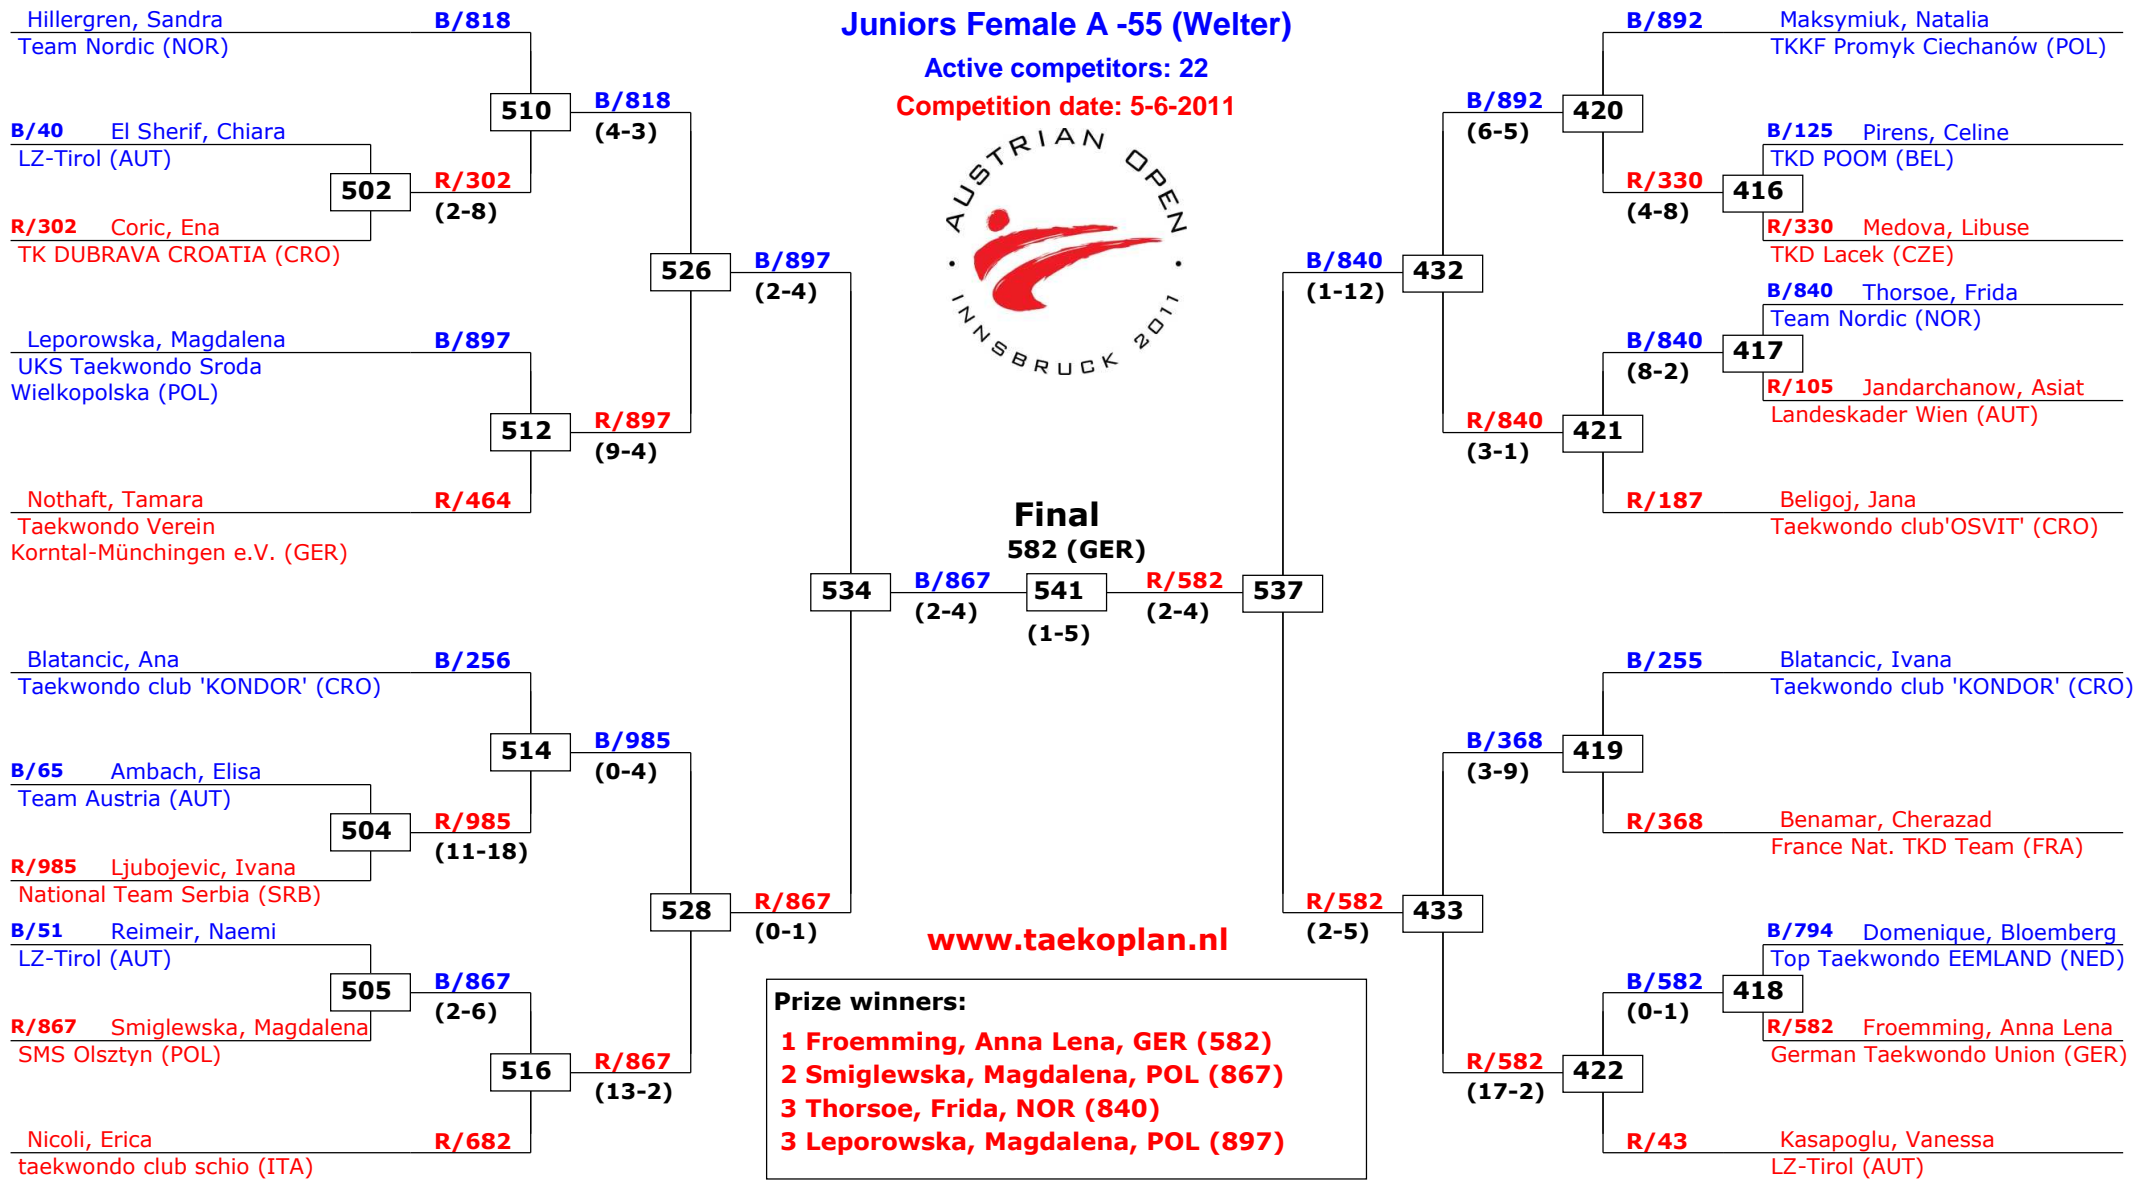 Juniors Female A -55 (Welter)
Active competitors: 22
Competition date: 5-6-2011
AUSTRIAN OPEN
· INNSBRUCK 2011 ·
Hillergren, Sandra
B/818
Team Nordic (NOR)
B/40 El Sherif, Chiara
LZ-Tirol (AUT)
R/302 Coric, Ena
TK DUBRAVA CROATIA (CRO)
502
R/302
(2-8)
510
B/818
(4-3)
Leporowska, Magdalena
B/897
UKS Taekwondo Sroda
Wielkopolska (POL)
Nothaft, Tamara
R/464
Taekwondo Verein
Korntal-Münchingen e.V. (GER)
512
R/897
(9-4)
526
B/897
(2-4)
Blatancic, Ana
B/256
Taekwondo club 'KONDOR' (CRO)
B/65 Ambach, Elisa
Team Austria (AUT)
R/985 Ljubojevic, Ivana
National Team Serbia (SRB)
504
R/985
(11-18)
514
B/985
(0-4)
B/51 Reimeir, Naemi
LZ-Tirol (AUT)
R/867 Smiglewska, Magdalena
SMS Olsztyn (POL)
505
B/867
(2-6)
Nicoli, Erica
R/682
taekwondo club schio (ITA)
516
R/867
(13-2)
528
R/867
(0-1)
534
B/867
(2-4)
Final
582 (GER)
541
(1-5)
R/582
(2-4)
537
B/892
Maksymiuk, Natalia
TKKF Promyk Ciechanów (POL)
B/125 Pirens, Celine
TKD POOM (BEL)
R/330 Medova, Libuse
TKD Lacek (CZE)
416
R/330
(4-8)
420
B/892
(6-5)
B/840 Thorsoe, Frida
Team Nordic (NOR)
R/105 Jandarchanow, Asiat
Landeskader Wien (AUT)
417
B/840
(8-2)
R/187
Beligoj, Jana
Taekwondo club'OSVIT' (CRO)
421
R/840
(3-1)
432
B/840
(1-12)
B/255
Blatancic, Ivana
Taekwondo club 'KONDOR' (CRO)
R/368
Benamar, Cherazad
France Nat. TKD Team (FRA)
419
B/368
(3-9)
B/794 Domenique, Bloemberg
Top Taekwondo EEMLAND (NED)
R/582 Froemming, Anna Lena
German Taekwondo Union (GER)
418
B/582
(0-1)
R/43
Kasapoglu, Vanessa
LZ-Tirol (AUT)
422
R/582
(17-2)
433
R/582
(2-5)
www.taekoplan.nl
Prize winners:
1 Froemming, Anna Lena, GER (582)
2 Smiglewska, Magdalena, POL (867)
3 Thorsoe, Frida, NOR (840)
3 Leporowska, Magdalena, POL (897)